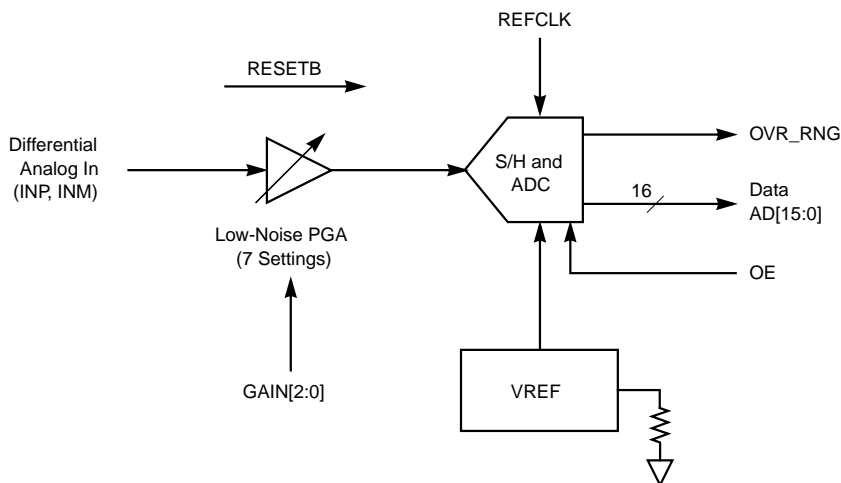 REFCLK
RESETB
Differential
Analog In
(INP, INM)
S/H and
ADC
OVR_RNG
16
Data
AD[15:0]
Low-Noise PGA
(7 Settings)
OE
GAIN[2:0]
VREF